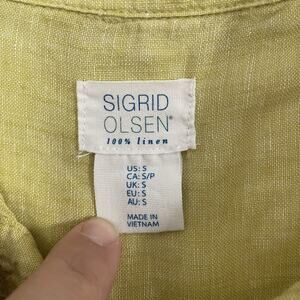 SIGRID
OLSEN®
100% linen
US: S
CA: S/P
UK: S
EU: S
AU: S
MADE IN
VIETNAM